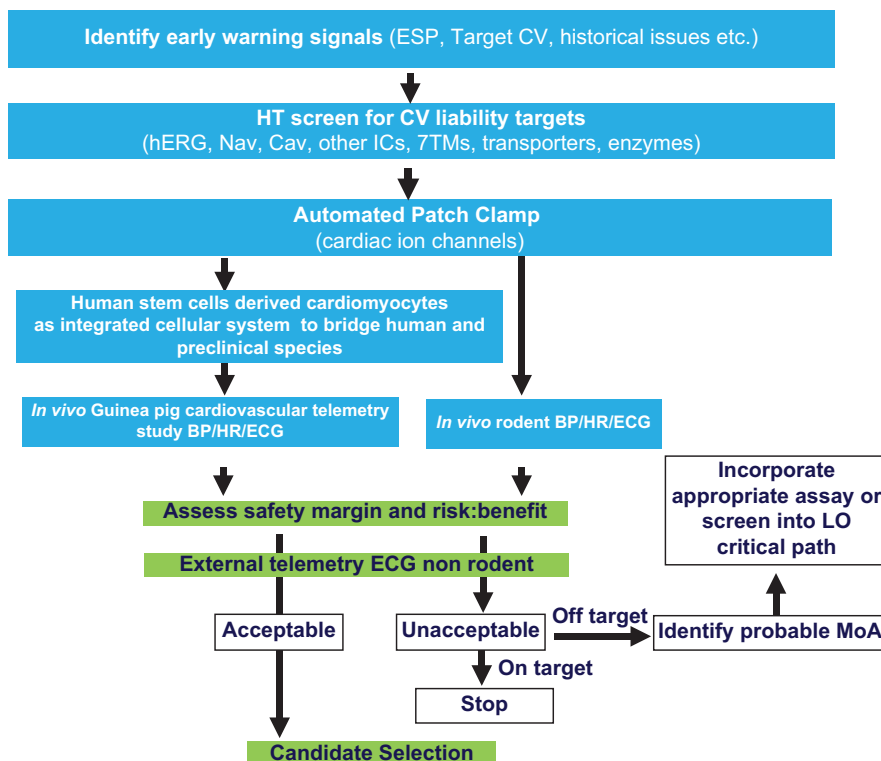 Identify early warning signals (ESP, Target CV, historical issues etc.)
HT screen for CV liability targets
(hERG, Nav, Cav, other ICs, 7TMs, transporters, enzymes)
Automated Patch Clamp
(cardiac ion channels)
Human stem cells derived cardiomyocytes
as integrated cellular system to bridge human and
preclinical species
In vivo Guinea pig cardiovascular telemetry
study BP/HR/ECG
In vivo rodent BP/HR/ECG
Incorporate
appropriate assay or
screen into LO
critical path
Assess safety margin and risk:benefit
External telemetry ECG non rodent
Acceptable
Unacceptable
Off target
Identify probable MoA
On target
Stop
Candidate Selection